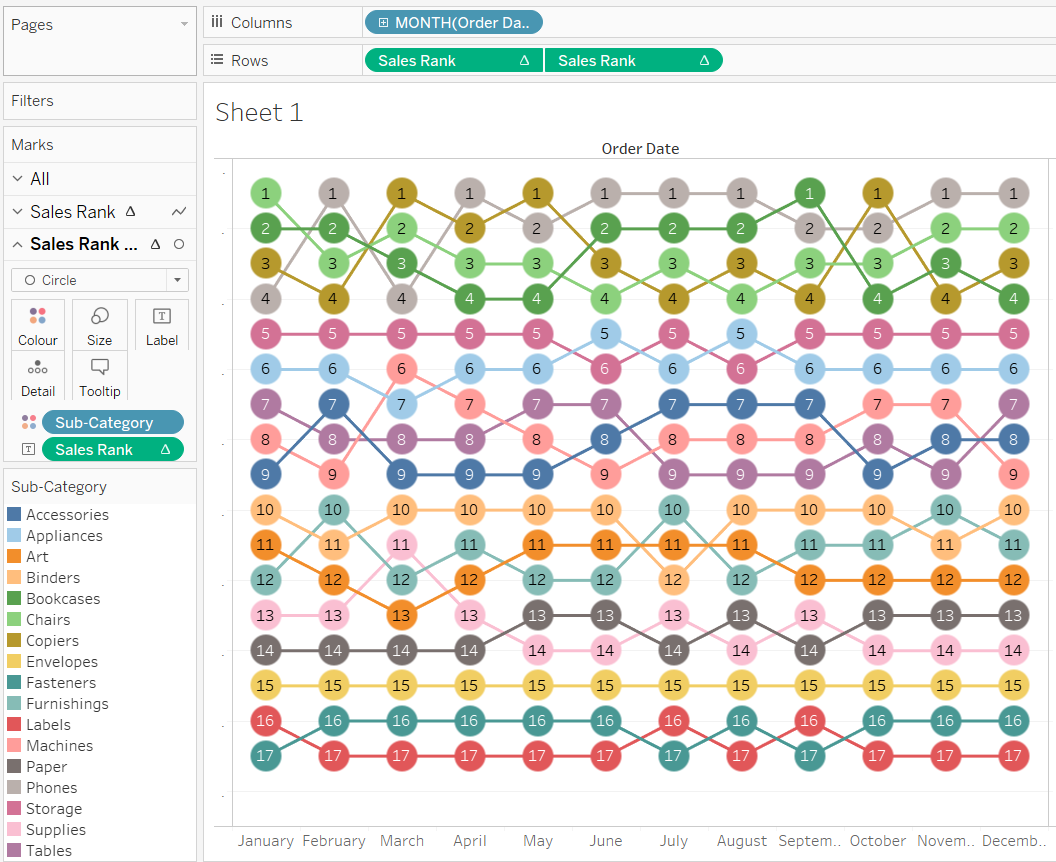 Pages
Columns
MONTH(Order Da..
Rows
Sales Rank Δ Sales Rank Δ
Filters
Marks
All
Sales Rank Δ
Sales Rank ... Δ
Circle
Colour Size Label
Detail Tooltip
Sub-Category
Sales Rank Δ
Sub-Category
Accessories
Appliances
Art
Binders
Bookcases
Chairs
Copiers
Envelopes
Fasteners
Furnishings
Labels
Machines
Paper
Phones
Storage
Supplies
Tables
Sheet 1
Order Date
1 1 1 1 1 1 1 1 1 1 1 1
2 2 2 2 2 2 2 2 2 2 2 2
3 3 3 3 3 3 3 3 3 3 3 3
4 4 4 4 4 4 4 4 4 4 4 4
5 5 5 5 5 5 5 5 5 5 5 5
6 6 6 6 6 6 6 6 6 6 6 6
7 7 7 7 7 7 7 7 7 7 7 7
8 8 8 8 8 8 8 8 8 8 8 8
9 9 9 9 9 9 9 9 9 9 9 9
10 10 10 10 10 10 10 10 10 10 10 10
11 11 11 11 11 11 11 11 11 11 11 11
12 12 12 12 12 12 12 12 12 12 12 12
13 13 13 13 13 13 13 13 13 13 13 13
14 14 14 14 14 14 14 14 14 14 14 14
15 15 15 15 15 15 15 15 15 15 15 15
16 16 16 16 16 16 16 16 16 16 16 16
17 17 17 17 17 17 17 17 17 17 17 17
January February March April May June July August Septem.. October Novem.. Decemb..